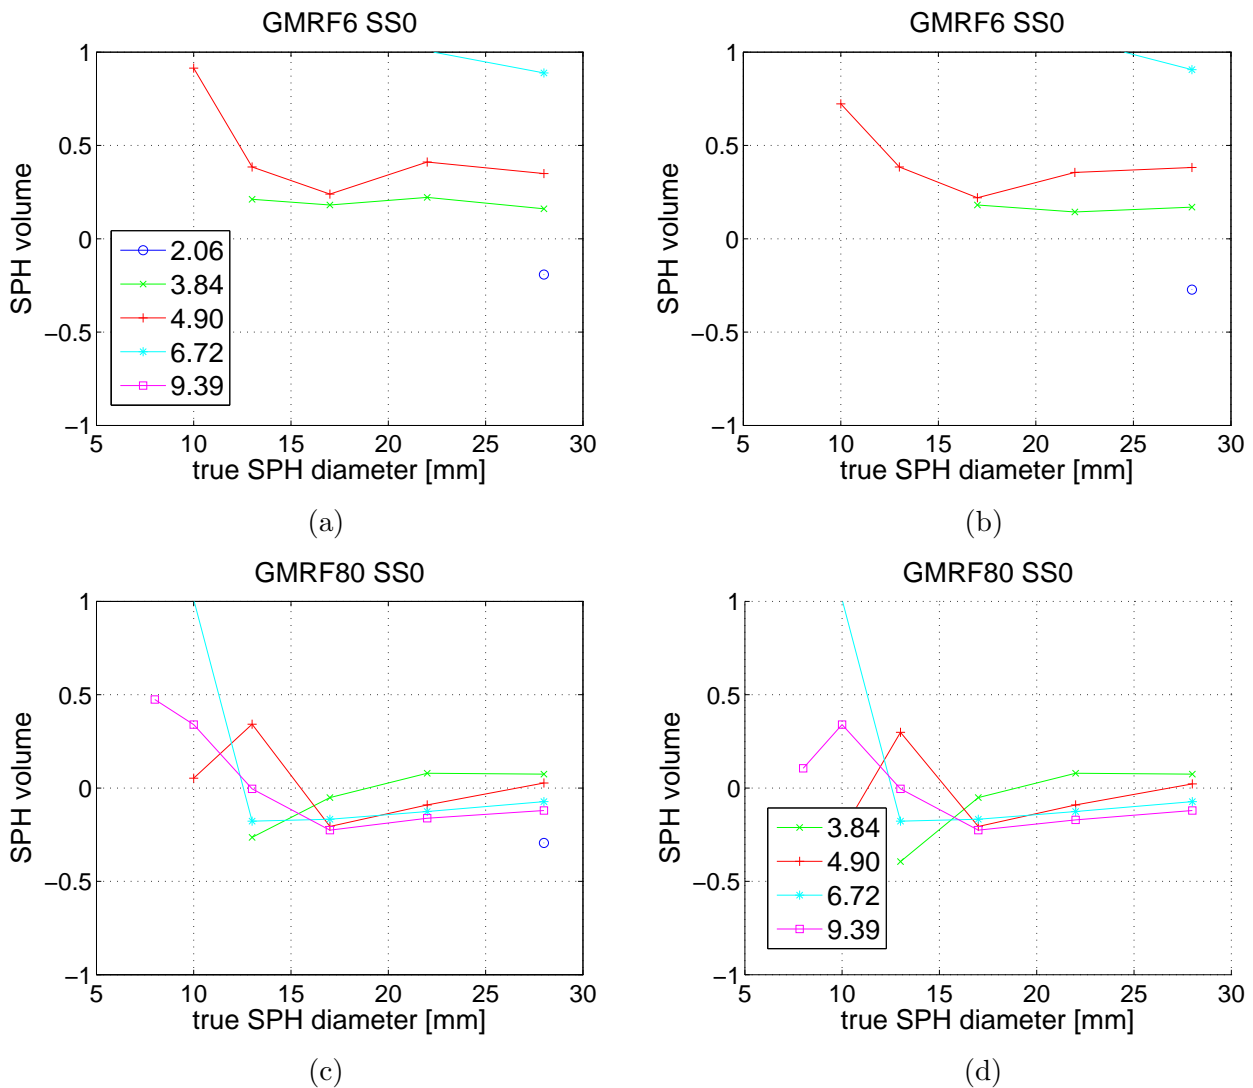 GMRF6 SS0
1
0.5
0
−0.5
−1
SPH volume
2.06
3.84
4.90
6.72
9.39
5 10 15 20 25 30
true SPH diameter [mm]
(a)
GMRF6 SS0
1
0.5
0
−0.5
−1
SPH volume
5 10 15 20 25 30
true SPH diameter [mm]
(b)
GMRF80 SS0
1
0.5
0
−0.5
−1
SPH volume
5 10 15 20 25 30
true SPH diameter [mm]
(c)
GMRF80 SS0
1
0.5
0
−0.5
−1
SPH volume
3.84
4.90
6.72
9.39
5 10 15 20 25 30
true SPH diameter [mm]
(d)